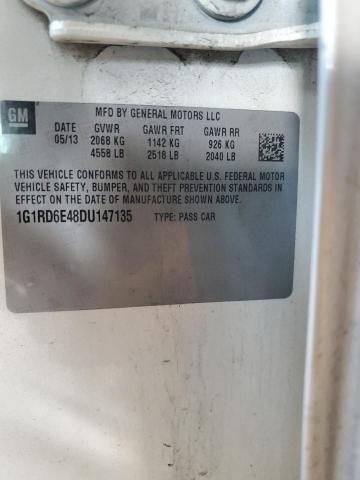 GM
MFD BY GENERAL MOTORS LLC
DATE GVWR GAWR FRT GAWR RR
05/13 2068 KG 1142 KG 926 KG
4558 LB 2518 LB 2040 LB
THIS VEHICLE CONFORMS TO ALL APPLICABLE U.S. FEDERAL MOTOR
VEHICLE SAFETY, BUMPER, AND THEFT PREVENTION STANDARDS
IN EFFECT ON THE DATE OF MANUFACTURE SHOWN ABOVE.
1G1RD6E48DU147135 TYPE: PASS CAR